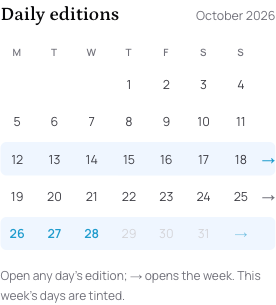 Daily editions October 2026
M T W T F S S
1 2 3 4
5 6 7 8 9 10 11
12 13 14 15 16 17 18 →
19 20 21 22 23 24 25 →
26 27 28 29 30 31 →
Open any day's edition; → opens the week. This
week's days are tinted.